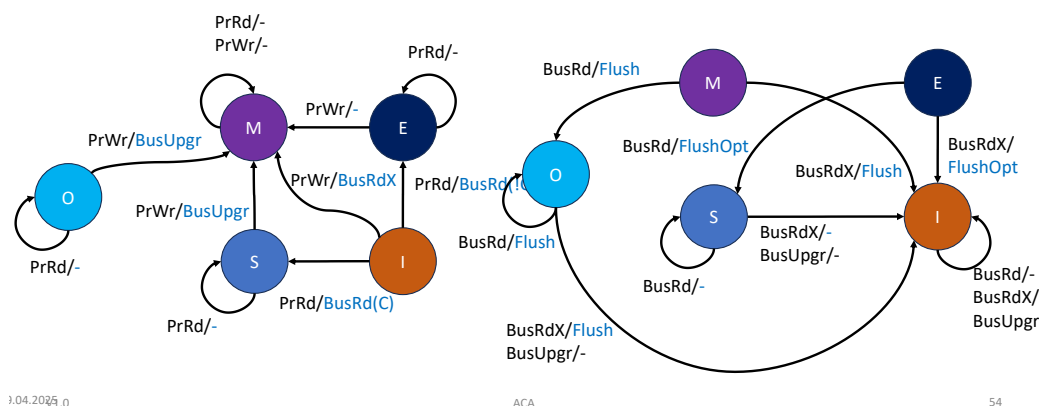 PrRd/-
PrWr/-
PrRd/-
M
E
PrWr/-
PrWr/BusUpgr
O
PrWr/BusRdX
PrRd/BusRd(!
PrWr/BusUpgr
PrRd/-
S
I
PrRd/BusRd(C)
PrRd/-
BusRd/Flush
M
E
BusRd/FlushOpt
BusRdX/
FlushOpt
O
BusRdX/Flush
BusRd/Flush
S
I
BusRdX/-
BusUpgr/-
BusRd/-
BusRd/-
BusRdX/
BusUpgr
BusRdX/Flush
BusUpgr/-
ACA
54